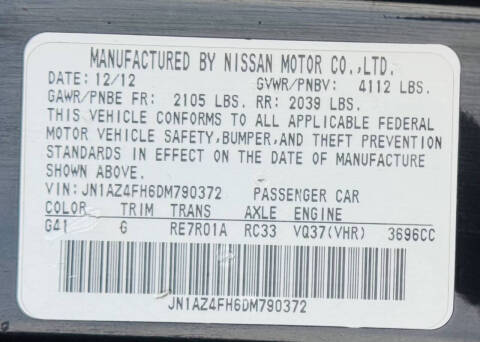 MANUFACTURED BY NISSAN MOTOR CO.,LTD.
DATE: 12/12 GVWR/PNBV: 4112 LBS.
GAWR/PNBE FR: 2105 LBS. RR: 2039 LBS.
THIS VEHICLE CONFORMS TO ALL APPLICABLE FEDERAL
MOTOR VEHICLE SAFETY, BUMPER, AND THEFT PREVENTION
STANDARDS IN EFFECT ON THE DATE OF MANUFACTURE
SHOWN ABOVE.
VIN: JN1AZ4FH6DM790372 PASSENGER CAR
COLOR TRIM TRANS AXLE ENGINE
G41 G RE7R01A RC33 VQ37(VHR) 3696CC
JN1AZ4FH6DM790372